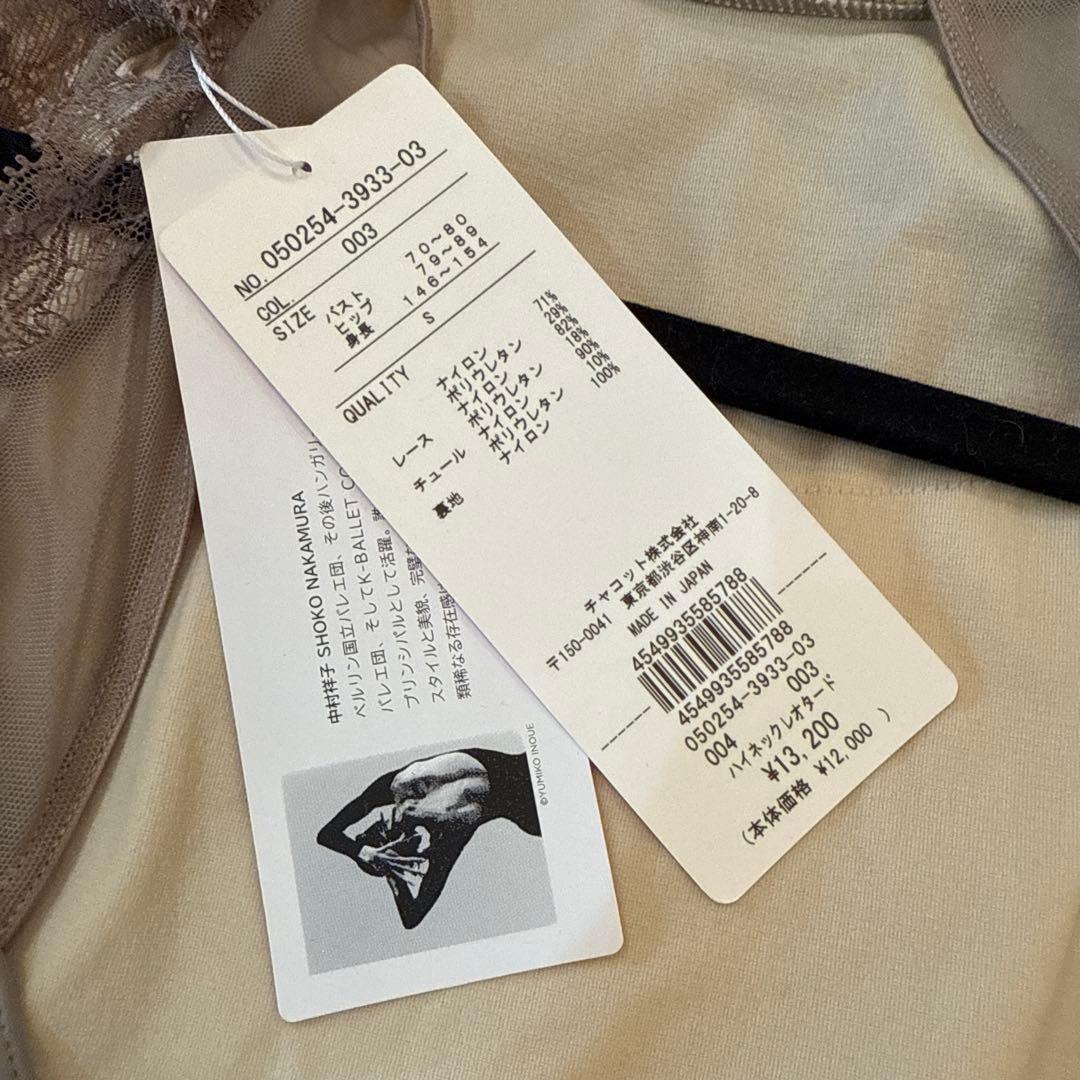 NO. 050254-3933-03
COL. 003
SIZE バスト 70~80
ヒップ 79~89
身長 146~154
S
QUALITY
ナイロン 71%
ポリウレタン 29%
レース ナイロン 82%
ポリウレタン 18%
チュール ナイロン 90%
ポリウレタン 10%
裏地 ナイロン 100%
チャコット株式会社
〒150-0041 東京都渋谷区神南1-20-8
MADE IN JAPAN
4549935585788
4549935585788
050254-3933-03
004 003
ハイネックレオタード
¥13,200
(本体価格 ¥12,000 )
中村祥子 SHOKO NAKAMURA
ベルリン国立バレエ団、その後ハンガリ
バレエ団、そしてK-BALLET CO
プリンシパルとして活躍。
スタイルと美貌、完璧
類稀なる存在感
©YUMIKO INOUE